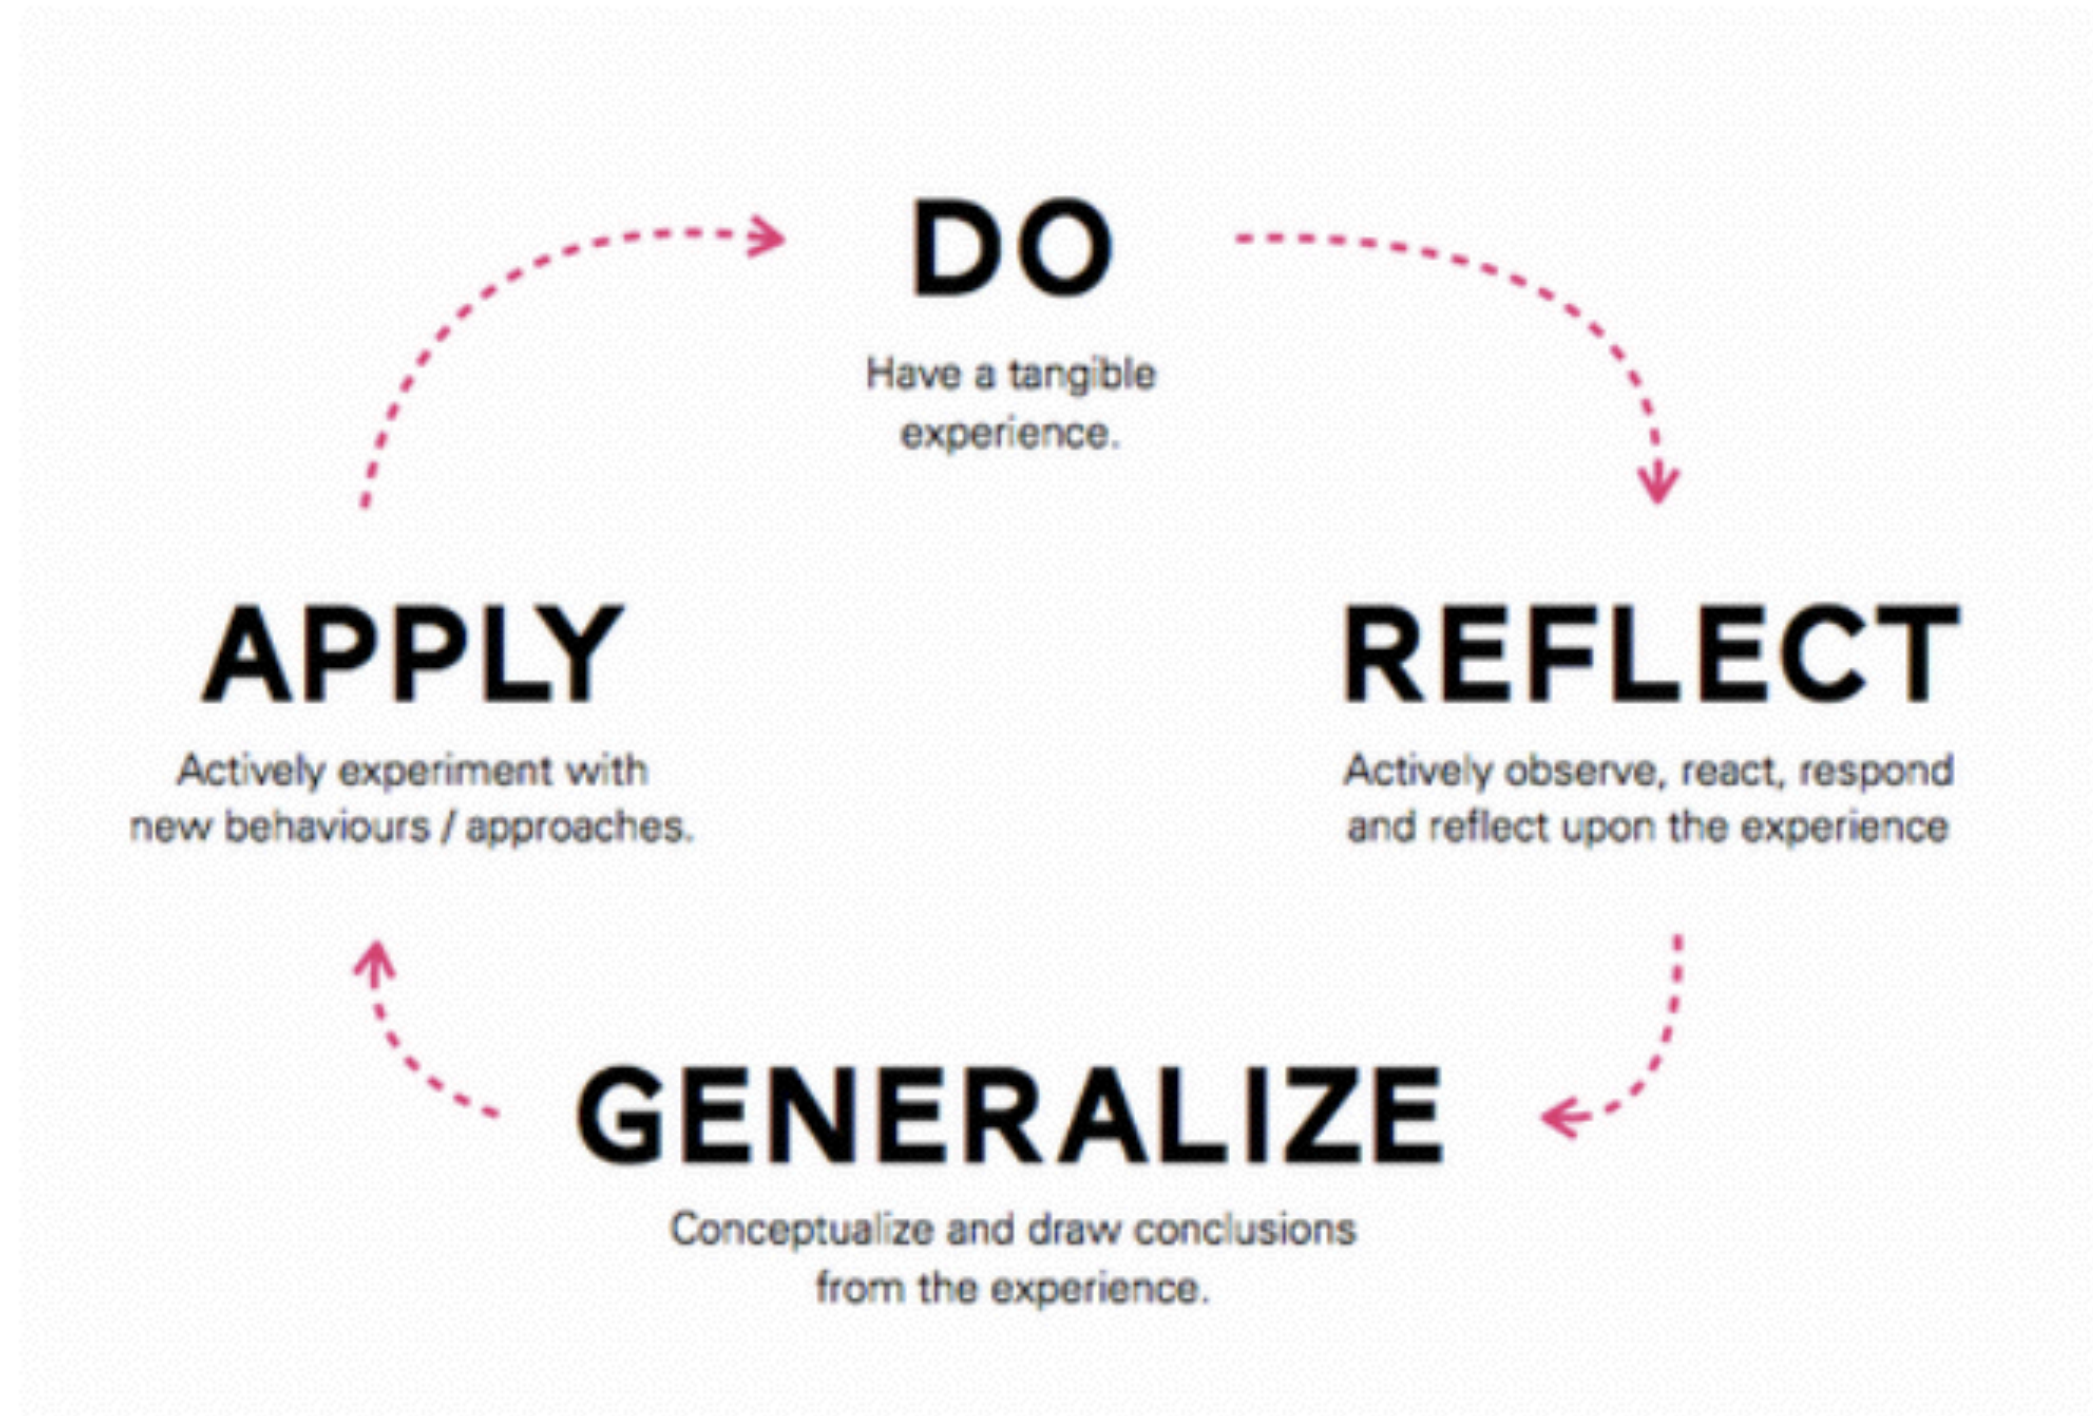 DO
Have a tangible
experience.
APPLY
Actively experiment with
new behaviours / approaches.
REFLECT
Actively observe, react, respond
and reflect upon the experience
GENERALIZE
Conceptualize and draw conclusions
from the experience.